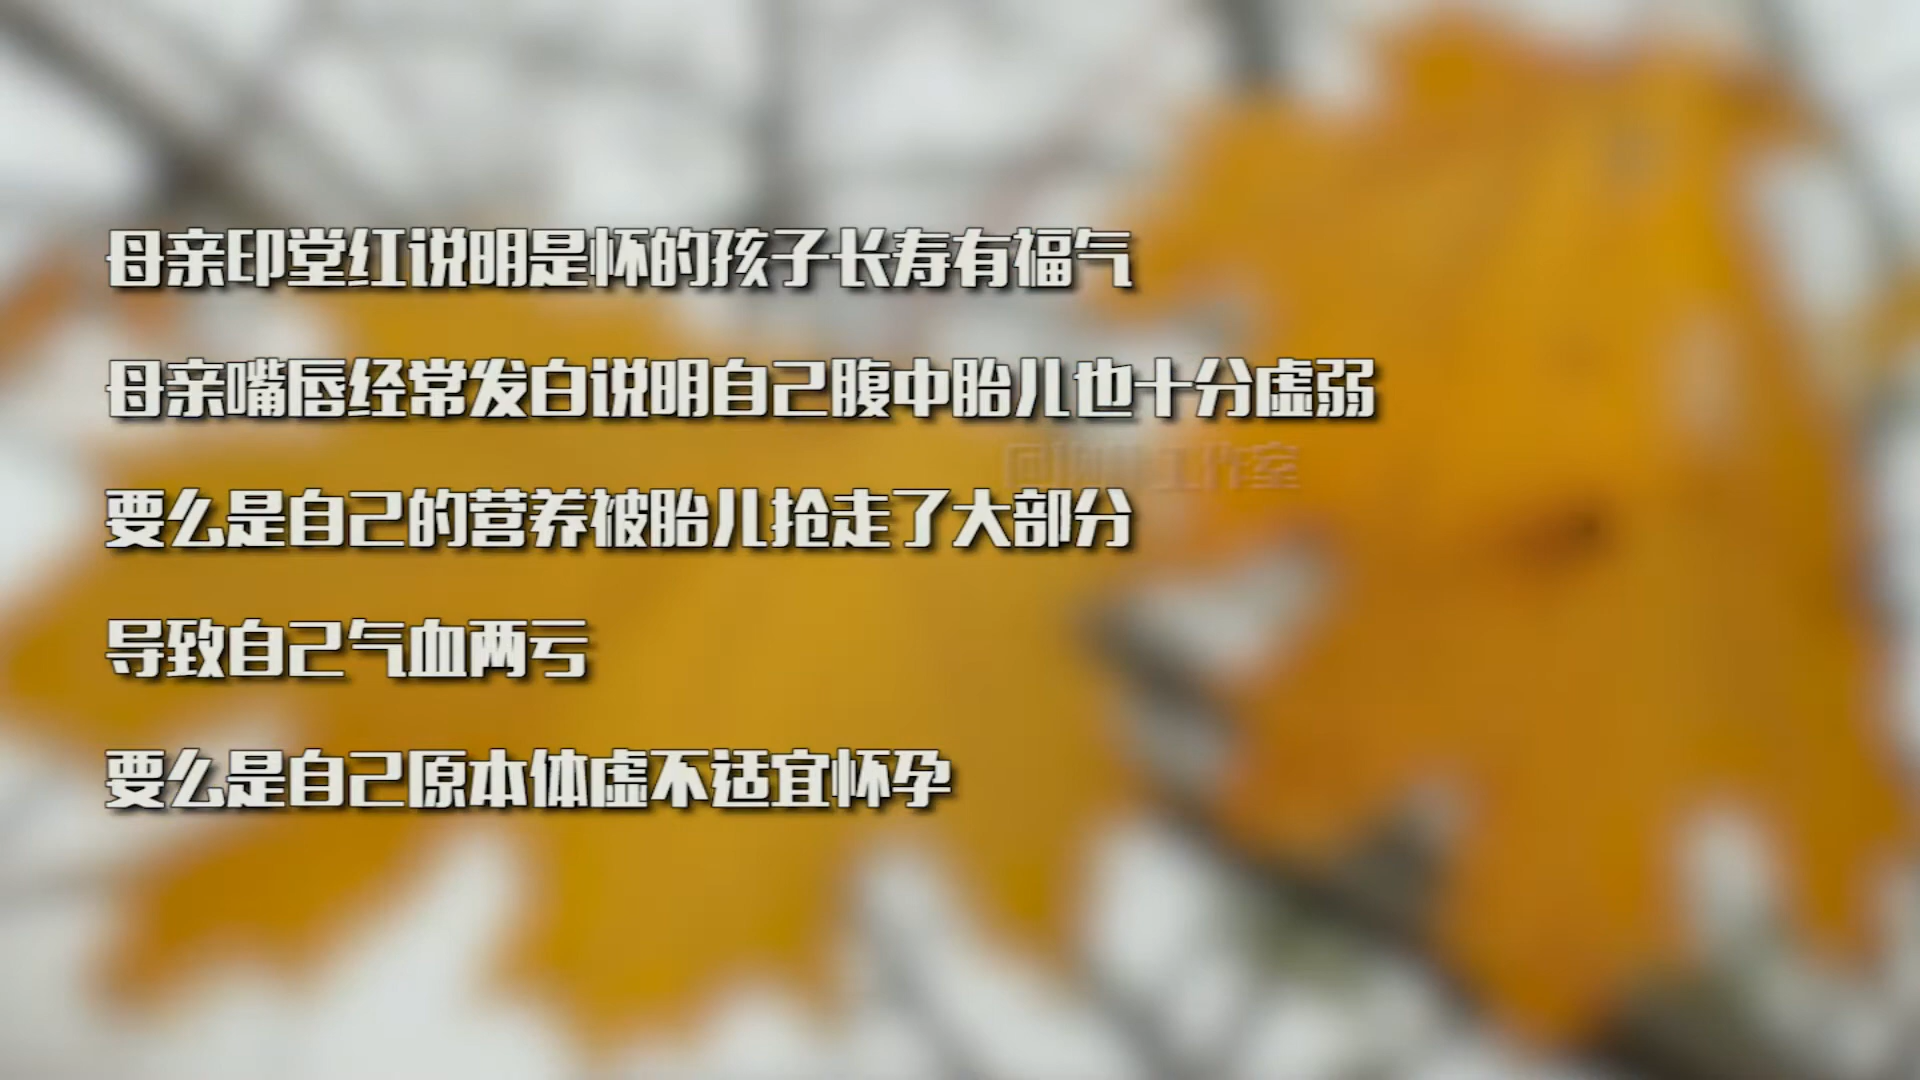 母亲印堂红说明是怀的孩子长寿有福气
母亲嘴唇经常发白说明自己腹中胎儿也十分虚弱
工作室
要么是自己的营养被胎儿抢走了大部分
导致自己气血两亏
要么是自己原本体虚不适宜怀孕